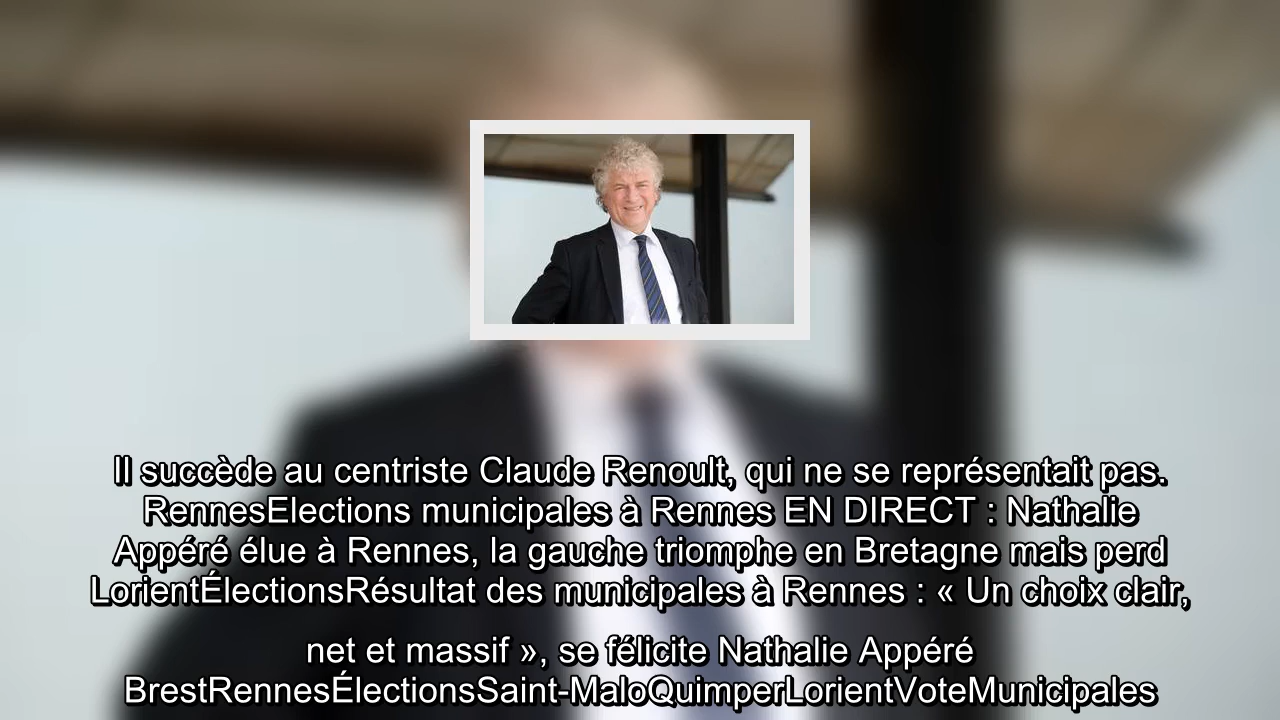 Il succède au centriste Claude Renoult, qui ne se représentait pas.
RennesElections municipales à Rennes EN DIRECT : Nathalie
Appéré élue à Rennes, la gauche triomphe en Bretagne mais perd
LorientÉlectionsRésultat des municipales à Rennes : « Un choix clair,
net et massif », se félicite Nathalie Appéré
BrestRennesÉlectionsSaint-MaloQuimperLorientVoteMunicipales